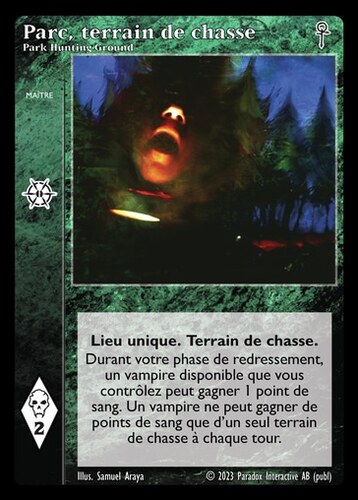 Parc, terrain de chasse
Park Hunting Ground
MAÎTRE
Lieu unique. Terrain de chasse.
Durant votre phase de redressement,
un vampire disponible que vous
contrôlez peut gagner 1 point de
sang. Un vampire ne peut gagner de
points de sang que d'un seul terrain
de chasse à chaque tour.
2
Illus. Samuel Araya
© 2023 Paradox Interactive AB (publ)